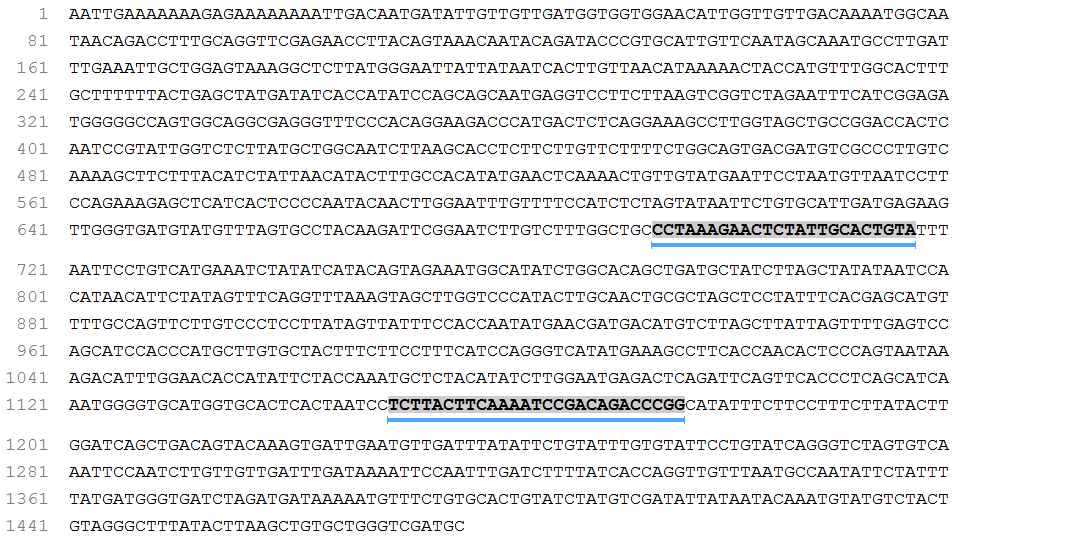 1 AATTGAAAAAAAGAGAAAAAAAATTGACAATGATATTGTTGTTGATGGTGGTGGAACATTGGTTGTTGACAAAATGGCAA
81 TAACAGACCTTTGCAGGTTCGAGAACCTTACAGTAAACAATACAGATACCCGTGCATTGTTCAATAGCAAATGCCTTGAT
161 TTGAAATTGCTGGAGTAAAGGCTCTTATGGGAATTATTATAATCACTTGTTAACATAAAAACTACCATGTTTGGCACTTT
241 GCTTTTTTACTGAGCTATGATATCACCATATCCAGCAGCAATGAGGTCCTTCTTAAGTCGGTCTAGAATTTCATCGGAGA
321 TGGGGGCCAGTGGCAGGCGAGGGTTTCCCACAGGAAGACCCATGACTCTCAGGAAAGCCTTGGTAGCTGCCGGACCACTC
401 AATCCGTATTGGTCTCTTATGCTGGCAATCTTAAGCACCTCTTCTTGTTCTTTTCTGGCAGTGACGATGTCGCCCTTGTC
481 AAAAGCTTCTTTACATCTATTAACATACTTTGCCACATATGAACTCAAAACTGTTGTATGAATTCCTAATGTTAATCCTT
561 CCAGAAAGAGCTCATCACTCCCCAATACAACTTGGAATTTGTTTTCCATCTCTAGTATAATTCTGTGCATTGATGAGAAG
641 TTGGGTGATGTATGTTTAGTGCCTACAAGATTCGGAATCTTGTCTTTGGCTGCCCTAAAGAACTCTATTGCACTGTATTT
721 AATTCCTGTCATGAAATCTATATCATACAGTAGAAATGGCATATCTGGCACAGCTGATGCTATCTTAGCTATATAATCCA
801 CATAACATTCTATAGTTTCAGGTTTAAAGTAGCTTGGTCCCATACTTGCAACTGCGCTAGCTCCTATTTCACGAGCATGT
881 TTTGCCAGTTCTTGTCCCTCCTTATAGTTATTTCCACCAATATGAACGATGACATGTCTTAGCTTATTAGTTTTGAGTCC
961 AGCATCCACCCATGCTTGTGCTACTTTCTTCCTTTCATCCAGGGTCATATGAAAGCCTTCACCAACACTCCCAGTAATAA
1041 AGACATTTGGAACACCATATTCTACCAAATGCTCTACATATCTTGGAATGAGACTCAGATTCAGTTCACCCTCAGCATCA
1121 AATGGGGTGCATGGTGCACTCACTAATCCTCTTACTTCAAAATCCGACAGACCCGGCATATTTCTTCCTTTCTTATACTT
1201 GGATCAGCTGACAGTACAAAGTGATTGAATGTTGATTTATATTCTGTATTTGTGTATTCCTGTATCAGGGTCTAGTGTCA
1281 AATTCCAATCTTGTTGTTGATTTGATAAAATTCCAATTTGATCTTTTATCACCAGGTTGTTTAATGCCAATATTCTATTT
1361 TATGATGGGTGATCTAGATGATAAAAATGTTTCTGTGCACTGTATCTATGTCGATATTATAATACAAATGTATGTCTACT
1441 GTAGGGCTTTATACTTAAGCTGTGCTGGGTCGATGC